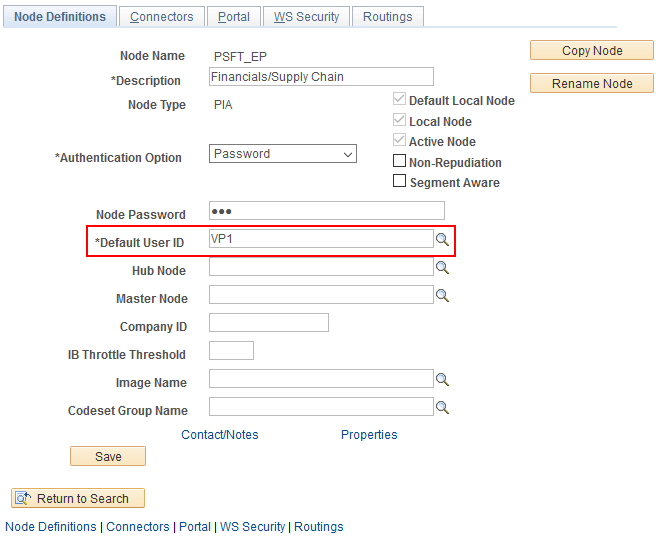 Node Definitions Connectors Portal WS Security Routings
Node Name PSFT_EP Copy Node
*Description Financials/Supply Chain
Node Type PIA Default Local Node Rename Node
Local Node
Active Node
*Authentication Option Password Non-Repudiation
Segment Aware
Node Password •••
*Default User ID VP1
Hub Node
Master Node
Company ID
IB Throttle Threshold
Image Name
Codeset Group Name
Contact/Notes Properties
Save
Return to Search
Node Definitions | Connectors | Portal | WS Security | Routings